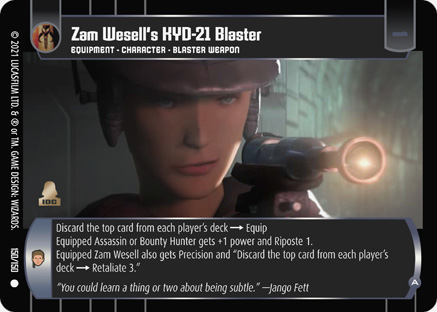 Zam Wesell's KYD-21 Blaster
EQUIPMENT - CHARACTER - BLASTER WEAPON
© 2021 LUCASFILM LTD. & ® or TM. GAME DESIGN: WIZARDS.
IDC
150/150
Discard the top card from each player's deck → Equip
Equipped Assassin or Bounty Hunter gets +1 power and Riposte 1.
Equipped Zam Wesell also gets Precision and "Discard the top card from each player's
deck → Retaliate 3."
"You could learn a thing or two about being subtle." —Jango Fett
A